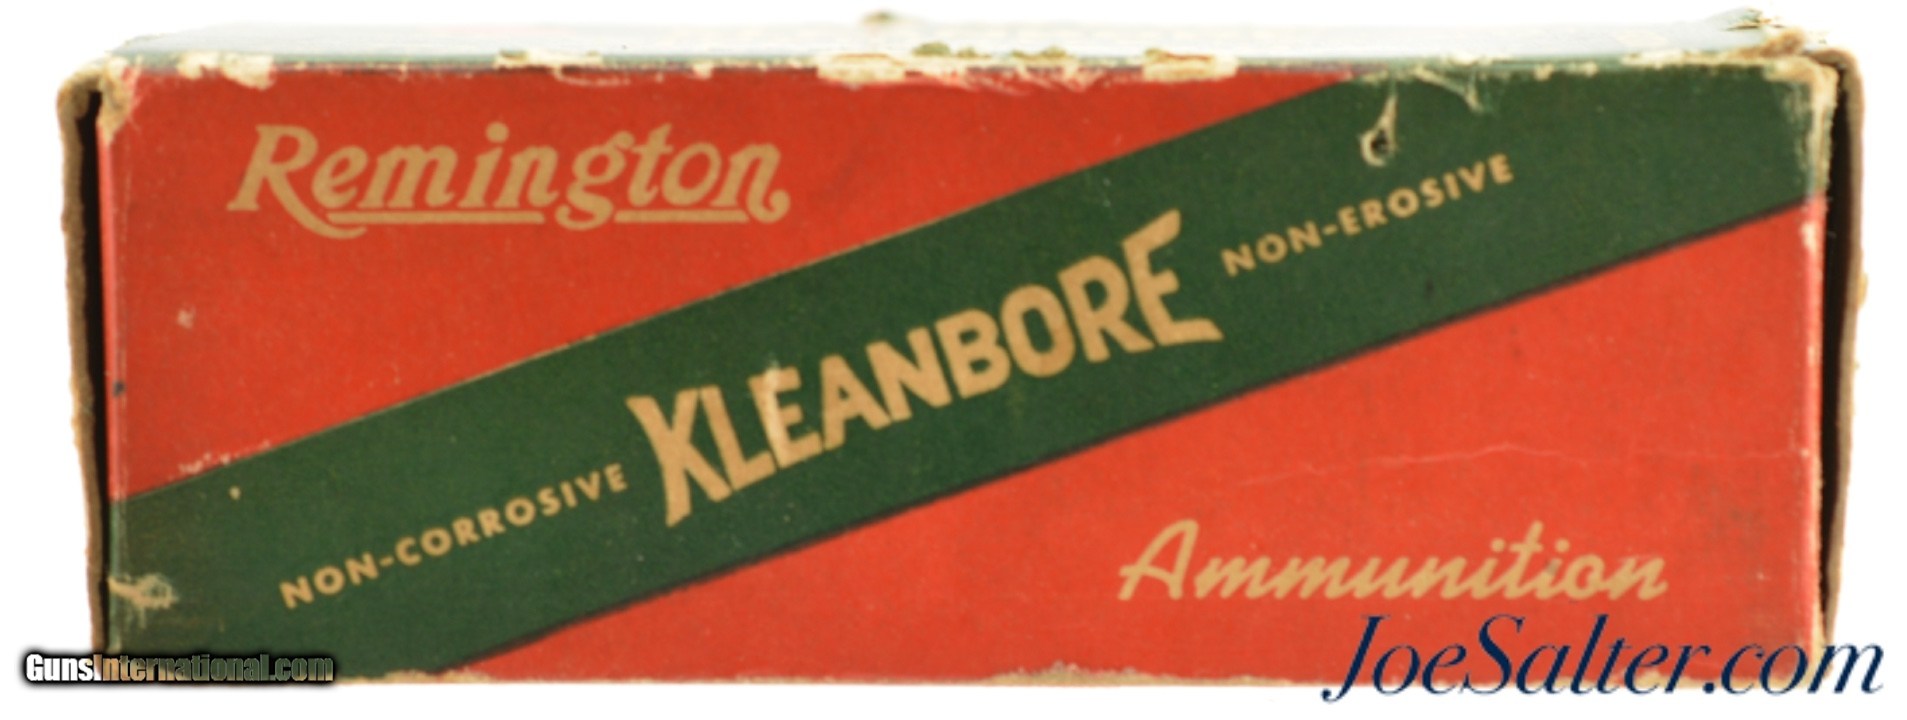 Remington
NON-CORROSIVE KLEANBORE NON-EROSIVE
Ammunition
JoeSalter.com
GunsInternational.com